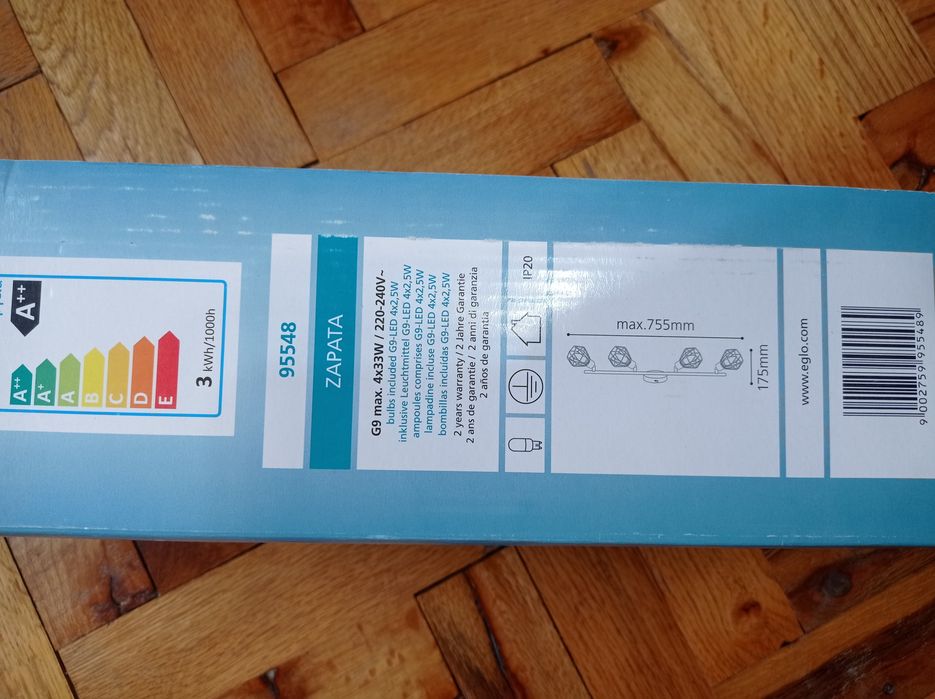 A++
A++
A+
A
B
C
D
E
3 kWh/1000h
95548
ZAPATA
G9 max. 4x33W / 220-240V~
bulbs included G9-LED 4x2,5W
inklusive Leuchtmittel G9-LED 4x2,5W
ampoules comprises G9-LED 4x2,5W
lampadine incluse G9-LED 4x2,5W
bombillas incluidas G9-LED 4x2,5W
2 years warranty / 2 Jahre Garantie
2 ans de garantie / 2 anni di garanzia
2 años de garantia
IP20
max.755mm
175mm
www.eglo.com
9 002759 955489